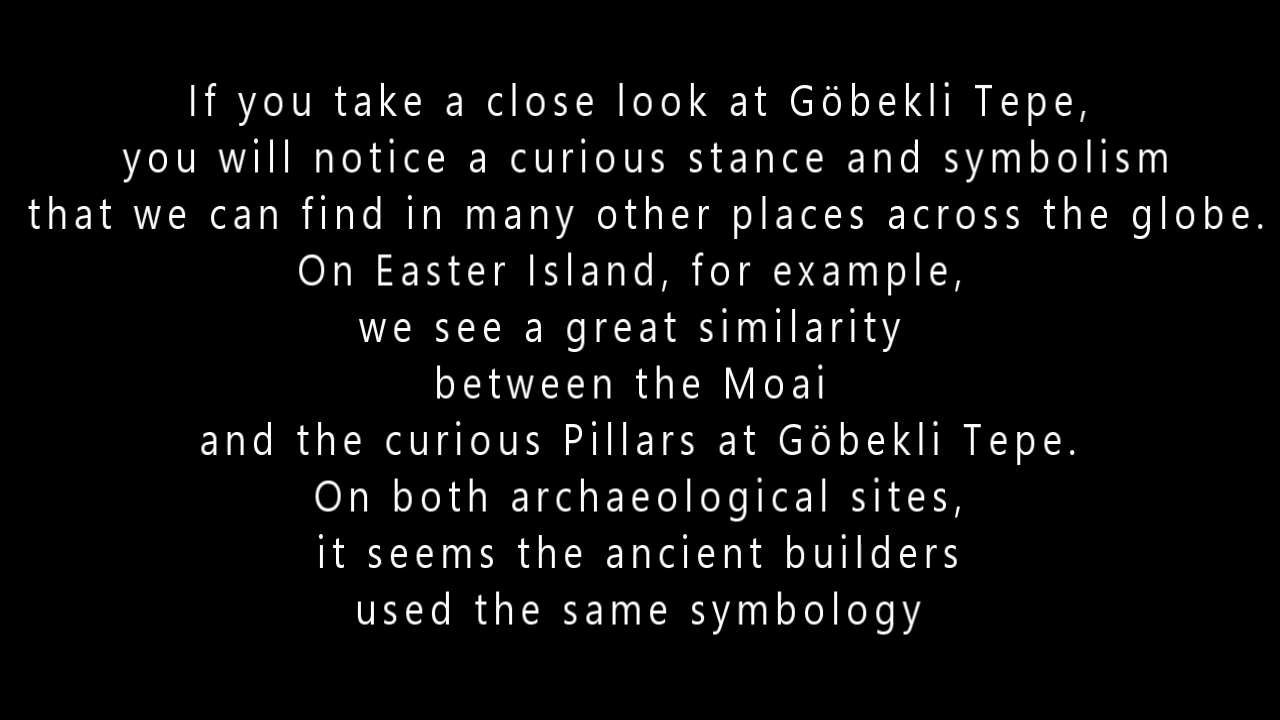 If you take a close look at Göbekli Tepe,
you will notice a curious stance and symbolism
that we can find in many other places across the globe.
On Easter Island, for example,
we see a great similarity
between the Moai
and the curious Pillars at Göbekli Tepe.
On both archaeological sites,
it seems the ancient builders
used the same symbology